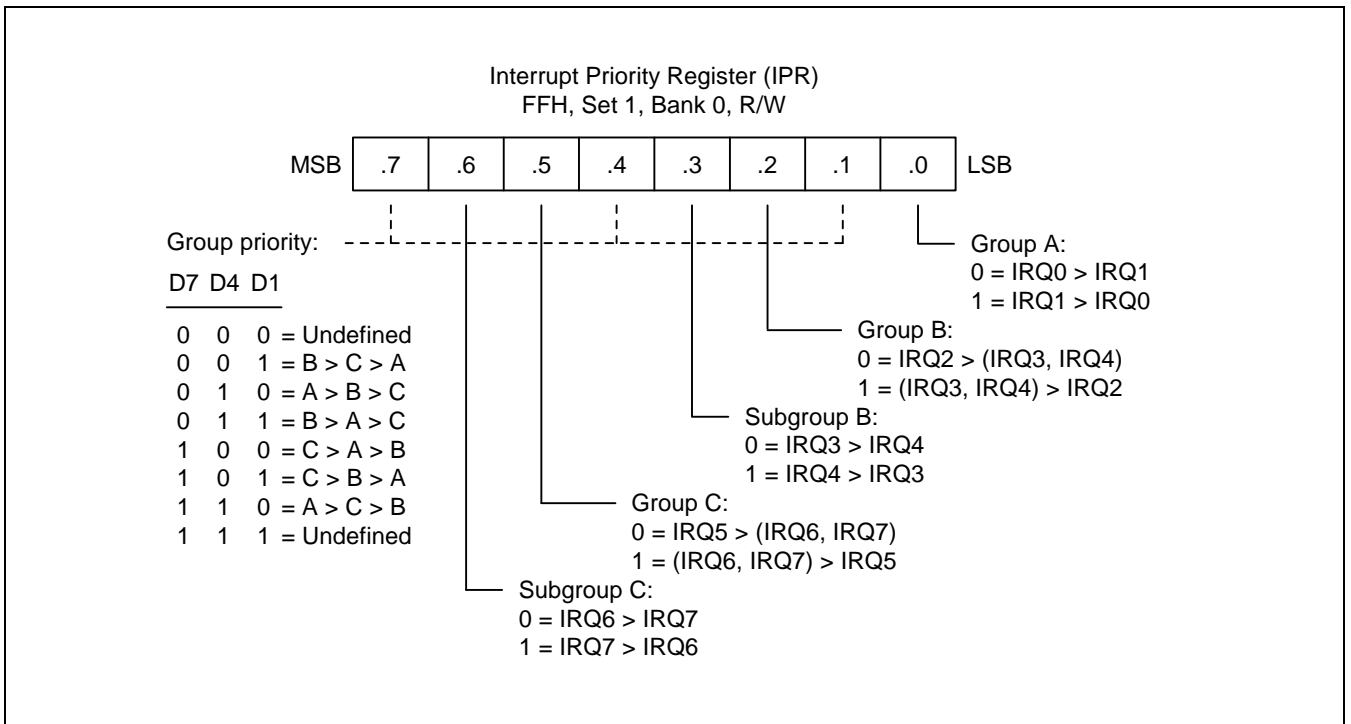 Interrupt Priority Register (IPR)
FFH, Set 1, Bank 0, R/W
MSB .7 .6 .5 .4 .3 .2 .1 .0 LSB
Group priority:
D7 D4 D1
0 0 0 = Undefined
0 0 1 = B > C > A
0 1 0 = A > B > C
0 1 1 = B > A > C
1 0 0 = C > A > B
1 0 1 = C > B > A
1 1 0 = A > C > B
1 1 1 = Undefined
Group A:
0 = IRQ0 > IRQ1
1 = IRQ1 > IRQ0
Group B:
0 = IRQ2 > (IRQ3, IRQ4)
1 = (IRQ3, IRQ4) > IRQ2
Subgroup B:
0 = IRQ3 > IRQ4
1 = IRQ4 > IRQ3
Group C:
0 = IRQ5 > (IRQ6, IRQ7)
1 = (IRQ6, IRQ7) > IRQ5
Subgroup C:
0 = IRQ6 > IRQ7
1 = IRQ7 > IRQ6